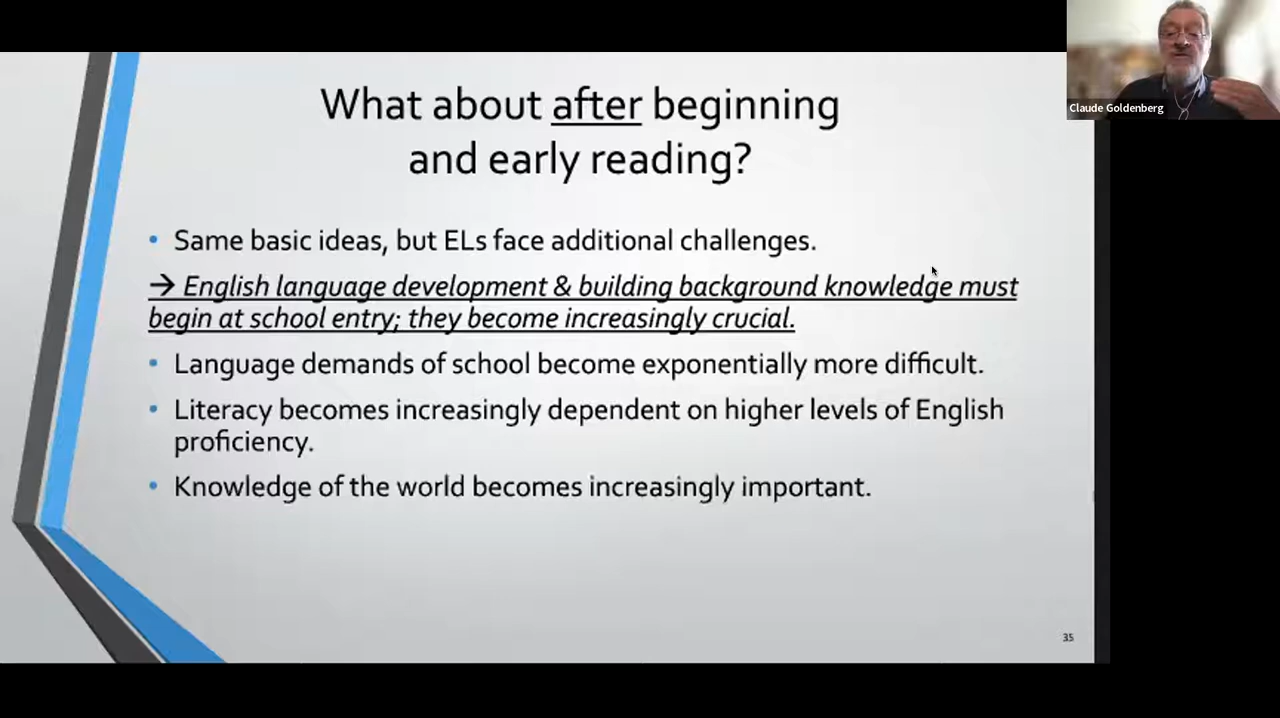 Claude Goldenberg
What about after beginning
and early reading?
• Same basic ideas, but ELs face additional challenges.
→ English language development & building background knowledge must
begin at school entry; they become increasingly crucial.
• Language demands of school become exponentially more difficult.
• Literacy becomes increasingly dependent on higher levels of English
proficiency.
• Knowledge of the world becomes increasingly important.
35